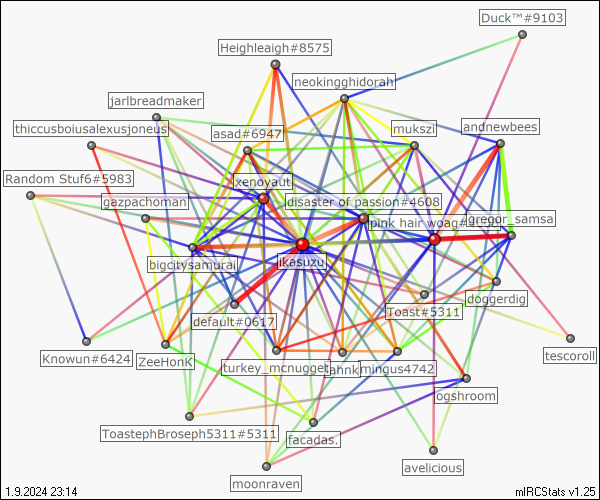 Duck™#9103
Heighleaigh#8575
neokingghidorah
jarlbreadmaker
thiccusboiusalexusjoneus
asad#6947
mukszi
andnewbees
Random Stuf6#5983
xenoyaut
gazpachoman
disaster of passion#4608
pink hair woag#
gregor_samsa
bigcitysamurai
ikasuzu
doggerdig
default#0617
Toast#5311
Knowun#6424
ZeeHonK
turkey_mcnugget
ahnk
mingus4742
tescoroll
ogshroom
ToastephBroseph5311#5311
facadas.
avelicious
moonraven
1.9.2024 23:14
mIRCStats v1.25